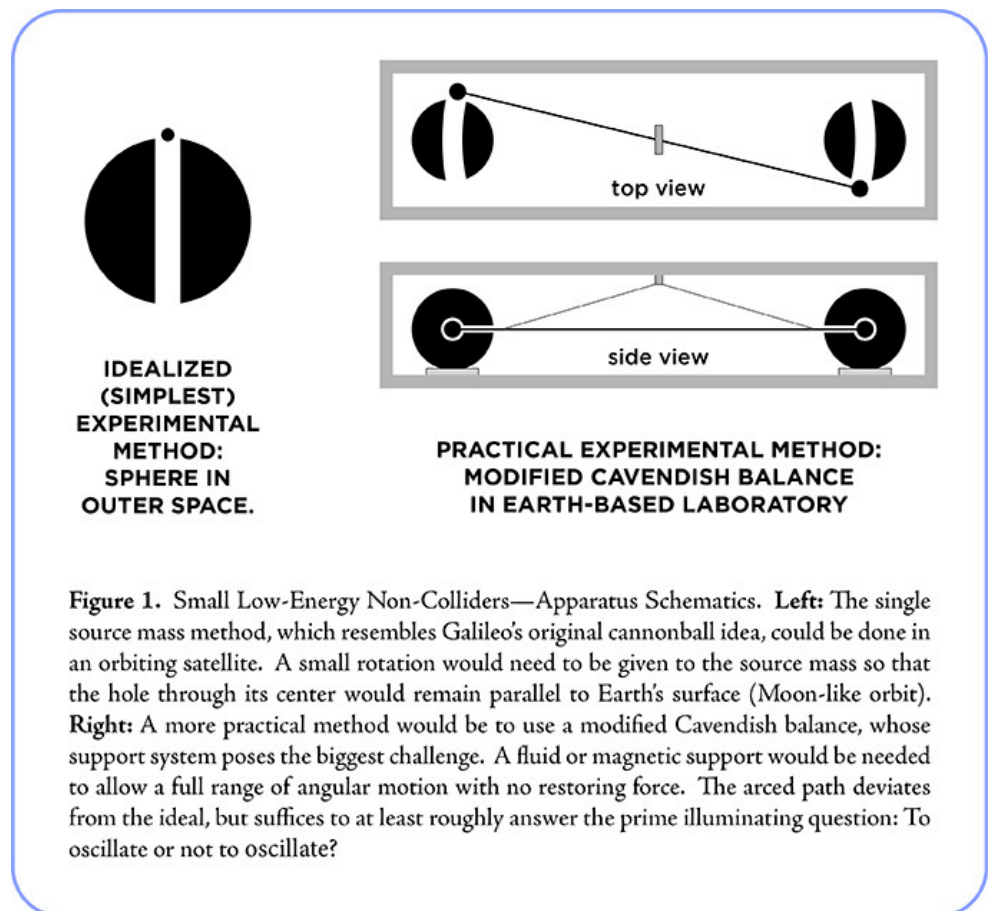 top view
side view
IDEALIZED
(SIMPLEST)
EXPERIMENTAL
METHOD:
SPHERE IN
OUTER SPACE.
PRACTICAL EXPERIMENTAL METHOD:
MODIFIED CAVENDISH BALANCE
IN EARTH-BASED LABORATORY
Figure 1. Small Low-Energy Non-Colliders—Apparatus Schematics. Left: The single
source mass method, which resembles Galileo's original cannonball idea, could be done in
an orbiting satellite. A small rotation would need to be given to the source mass so that
the hole through its center would remain parallel to Earth's surface (Moon-like orbit).
Right: A more practical method would be to use a modified Cavendish balance, whose
support system poses the biggest challenge. A fluid or magnetic support would be needed
to allow a full range of angular motion with no restoring force. The arced path deviates
from the ideal, but suffices to at least roughly answer the prime illuminating question: To
oscillate or not to oscillate?